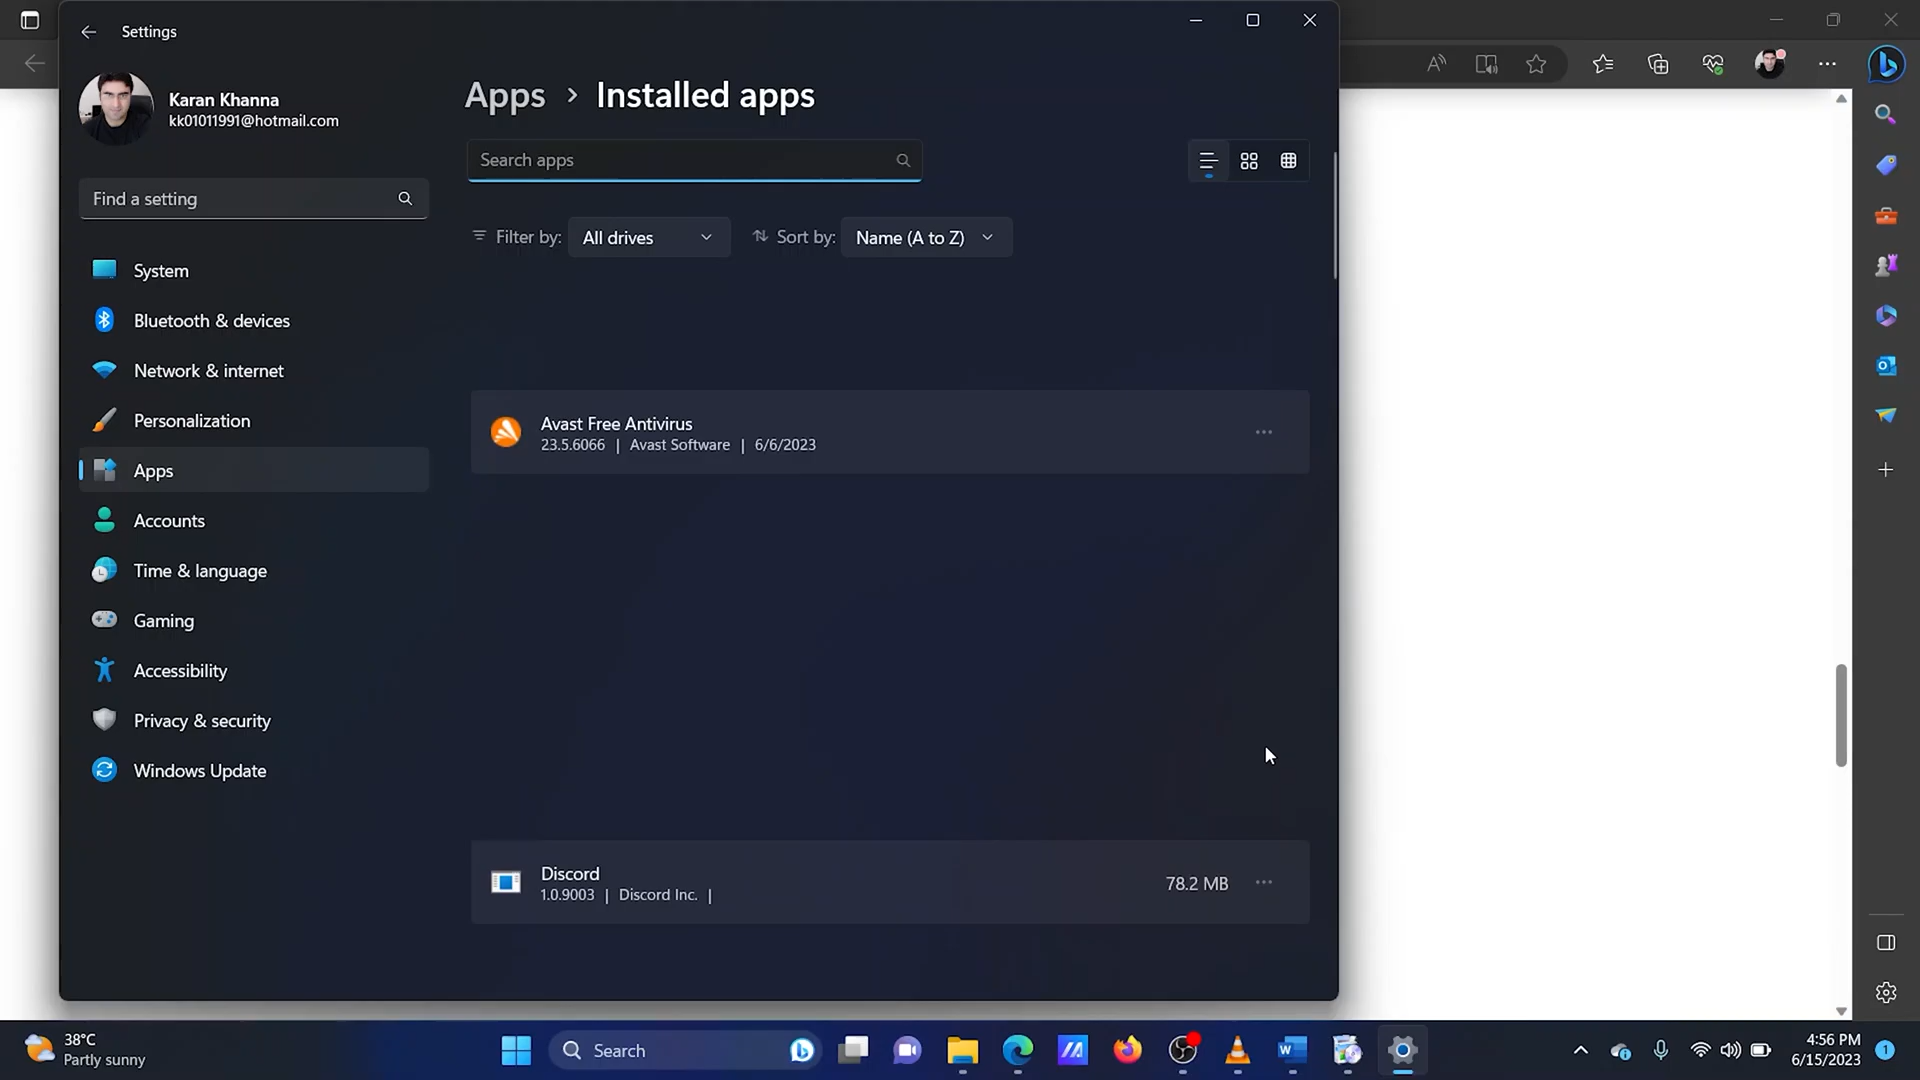 Settings
Karan Khanna
kk01011991@hotmail.com
Find a setting
System
Bluetooth & devices
Network & internet
Personalization
Apps
Accounts
Time & language
Gaming
Accessibility
Privacy & security
Windows Update
Apps > Installed apps
Search apps
Filter by: All drives Sort by: Name (A to Z)
Avast Free Antivirus
23.5.6066 | Avast Software | 6/6/2023
Discord
1.0.9003 | Discord Inc. |
78.2 MB
38°C
Partly sunny
Search
4:56 PM
6/15/2023
1